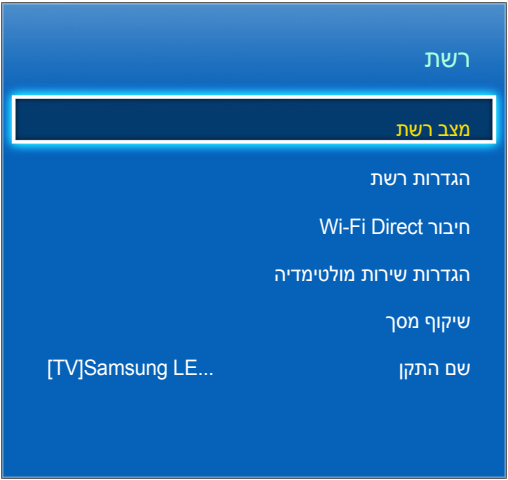 רשת
מצב רשת
הגדרות רשת
חיבור Wi-Fi Direct
הגדרות שירות מולטימדיה
שיקוף מסך
שם התקן [TV]Samsung LE...